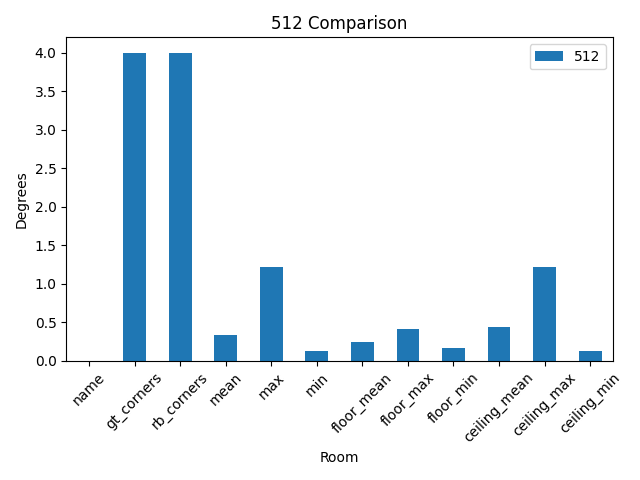 512 Comparison
512
Degrees
4.0
3.5
3.0
2.5
2.0
1.5
1.0
0.5
0.0
name
gt_corners
rb_corners
mean
max
min
floor_mean
floor_max
floor_min
ceiling_mean
ceiling_max
ceiling_min
Room